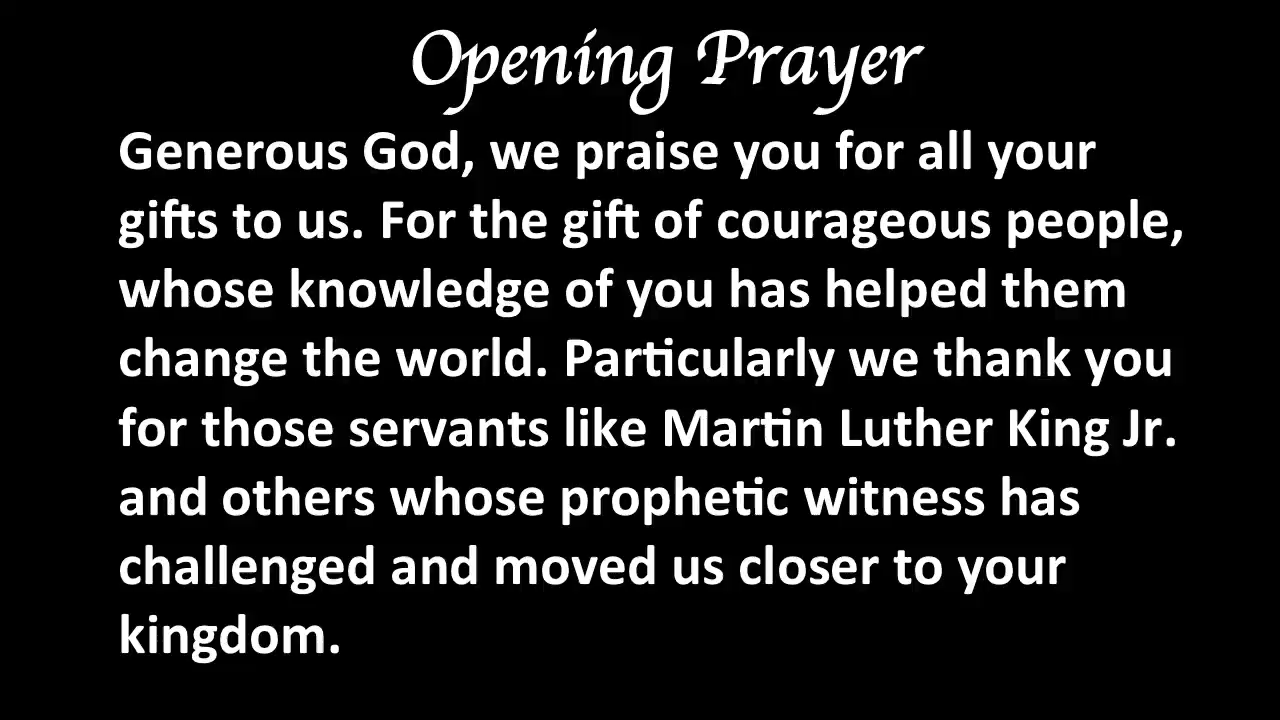 Opening Prayer
Generous God, we praise you for all your
gifts to us. For the gift of courageous people,
whose knowledge of you has helped them
change the world. Particularly we thank you
for those servants like Martin Luther King Jr.
and others whose prophetic witness has
challenged and moved us closer to your
kingdom.